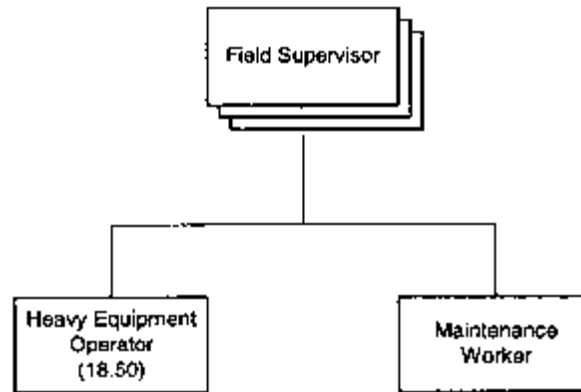 Field Supervisor
Heavy Equipment
Operator
(18.50)
Maintenance
Worker